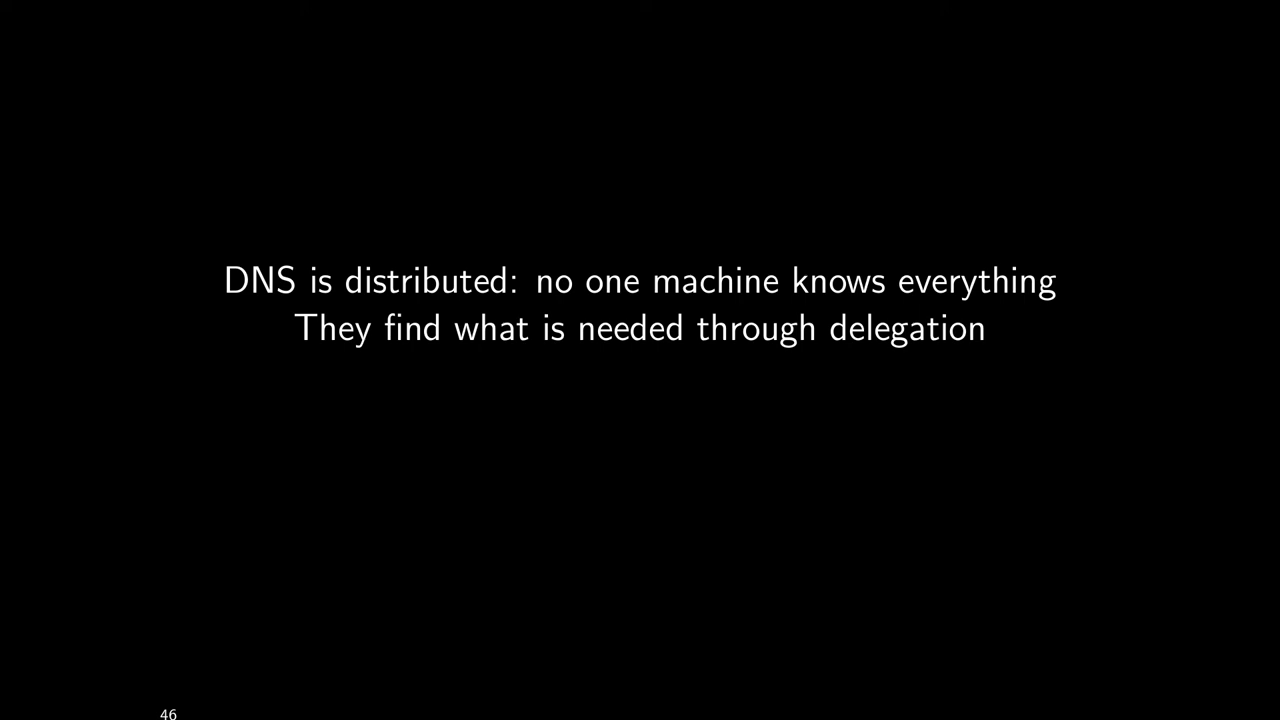 DNS is distributed: no one machine knows everything
They find what is needed through delegation
46